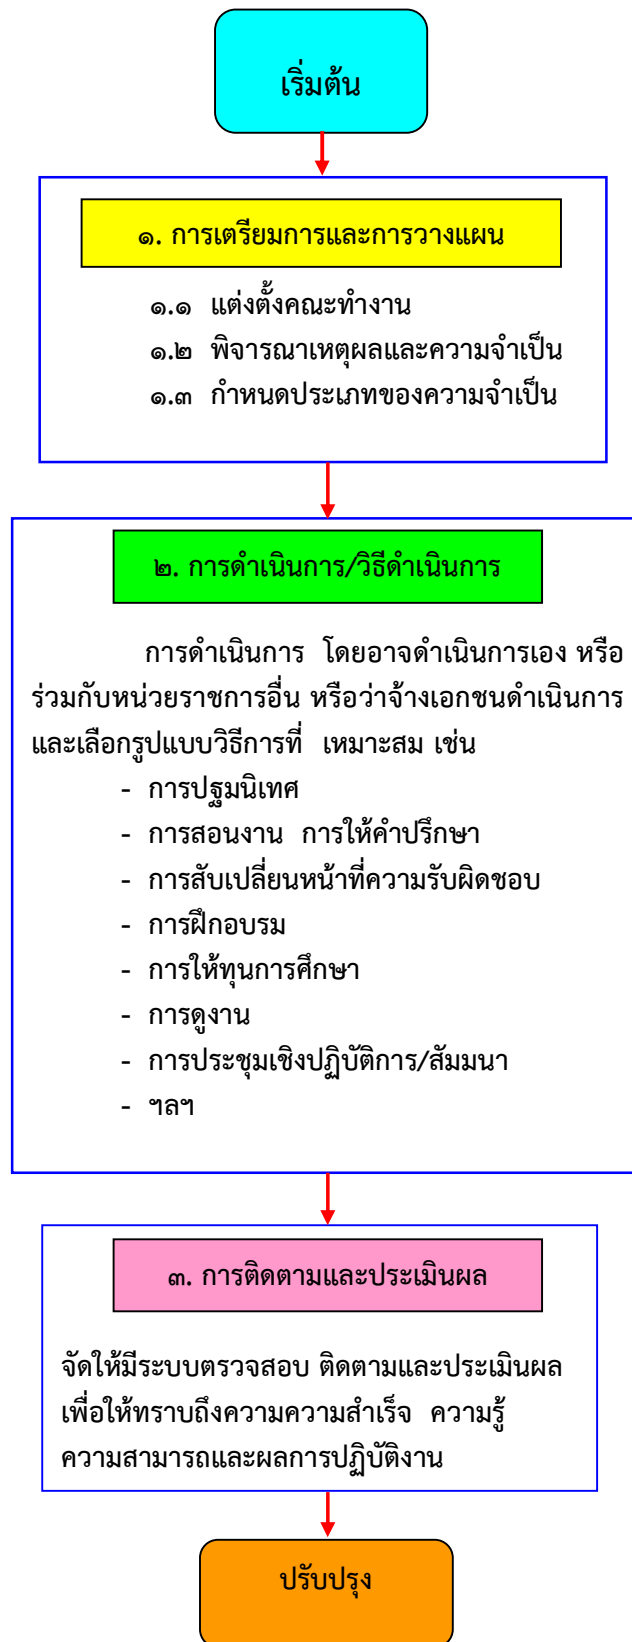 เริ่มต้น
๑. การเตรียมการและการวางแผน
๑.๑ แต่งตั้งคณะทำงาน
๑.๒ พิจารณาเหตุผลและความจำเป็น
๑.๓ กำหนดประเภทของความจำเป็น
๒. การดำเนินการ/วิธีดำเนินการ
การดำเนินการ โดยอาจดำเนินการเอง หรือ
ร่วมกับหน่วยราชการอื่น หรือว่าจ้างเอกชนดำเนินการ
และเลือกรูปแบบวิธีการที่ เหมาะสม เช่น
- การปฐมนิเทศ
- การสอนงาน การให้คำปรึกษา
- การสับเปลี่ยนหน้าที่ความรับผิดชอบ
- การฝึกอบรม
- การให้ทุนการศึกษา
- การดูงาน
- การประชุมเชิงปฏิบัติการ/สัมมนา
- ฯลฯ
๓. การติดตามและประเมินผล
จัดให้มีระบบตรวจสอบ ติดตามและประเมินผล
เพื่อให้ทราบถึงความความสำเร็จ ความรู้
ความสามารถและผลการปฏิบัติงาน
ปรับปรุง